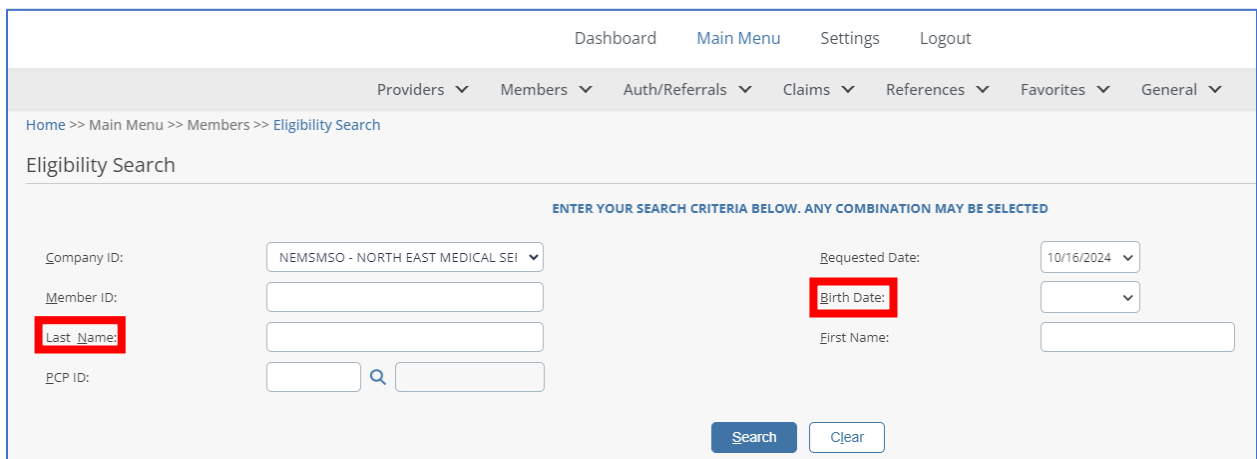 Dashboard Main Menu Settings Logout
Providers Members Auth/Referrals Claims References Favorites General
Home >> Main Menu >> Members >> Eligibility Search
Eligibility Search
ENTER YOUR SEARCH CRITERIA BELOW. ANY COMBINATION MAY BE SELECTED
Company ID: NEMSMSO - NORTH EAST MEDICAL SEI Requested Date: 10/16/2024
Member ID: Birth Date:
Last Name: First Name:
PCP ID:
Search Clear